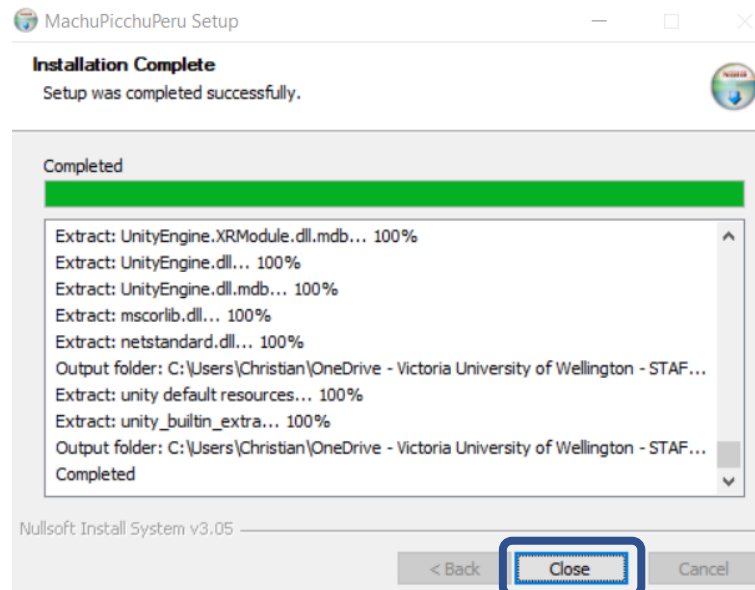 MachuPicchuPeru Setup
Installation Complete
Setup was completed successfully.
Completed
Extract: UnityEngine.XRModule.dll.mdb... 100%
Extract: UnityEngine.dll... 100%
Extract: UnityEngine.dll.mdb... 100%
Extract: mscorlib.dll... 100%
Extract: netstandard.dll... 100%
Output folder: C:\Users\Christian\OneDrive - Victoria University of Wellington - STAF...
Extract: unity default resources... 100%
Extract: unity_builtin_extra... 100%
Output folder: C:\Users\Christian\OneDrive - Victoria University of Wellington - STAF...
Completed
Nullsoft Install System v3.05
< Back Close Cancel